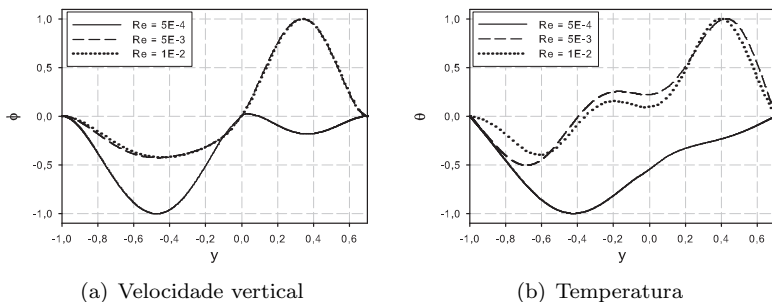 1,0
0,5
0,0
-0,5
-1,0
ϕ
Re = 5E-4
Re = 5E-3
Re = 1E-2
-1,0 -0,8 -0,6 -0,4 -0,2 0,0 0,2 0,4 0,6
y
(a) Velocidade vertical
1,0
0,5
0,0
-0,5
-1,0
θ
Re = 5E-4
Re = 5E-3
Re = 1E-2
-1,0 -0,8 -0,6 -0,4 -0,2 0,0 0,2 0,4 0,6
y
(b) Temperatura